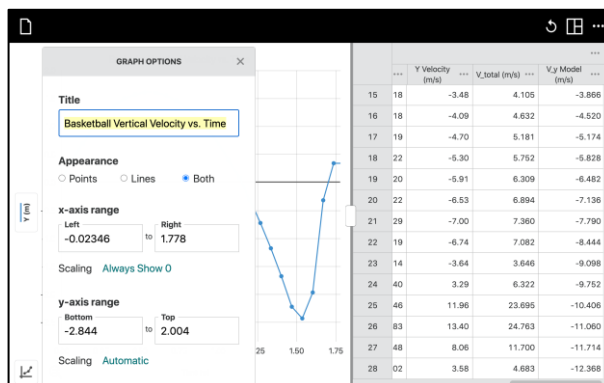 GRAPH OPTIONS
Title
Basketball Vertical Velocity vs. Time
Appearance
Points Lines Both
x-axis range
Left Right
-0.02346 to 1.778
Scaling Always Show 0
y-axis range
Bottom Top
-2.844 to 2.004
Scaling Automatic
Y (m)
25 1.50 1.75
Y Velocity (m/s) V_total (m/s) V_y Model (m/s)
15 18 -3.48 4.105 -3.866
16 18 -4.09 4.632 -4.520
17 19 -4.70 5.181 -5.174
18 22 -5.30 5.752 -5.828
19 20 -5.91 6.309 -6.482
20 22 -6.53 6.894 -7.136
21 29 -7.00 7.360 -7.790
22 19 -6.74 7.082 -8.444
23 14 -3.64 3.646 -9.098
24 40 3.29 6.322 -9.752
25 46 11.96 23.695 -10.406
26 83 13.40 24.763 -11.060
27 48 8.06 11.700 -11.714
28 02 3.58 4.683 -12.368